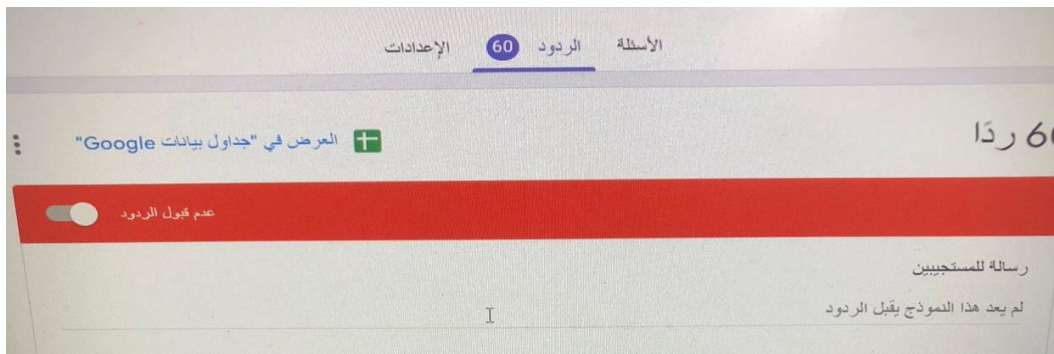 الأسئلة الردود 60 الإعدادات
60 ردًا
العرض في "جداول بيانات Google"
عدم قبول الردود
رسالة للمستجيبين
لم يعد هذا النموذج يقبل الردود